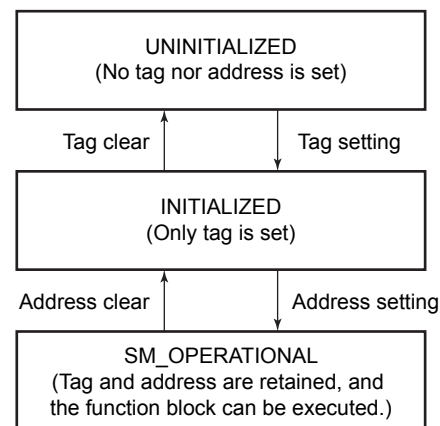 UNINITIALIZED
(No tag nor address is set)
Tag clear
Tag setting
INITIALIZED
(Only tag is set)
Address clear
Address setting
SM_OPERATIONAL
(Tag and address are retained, and
the function block can be executed.)